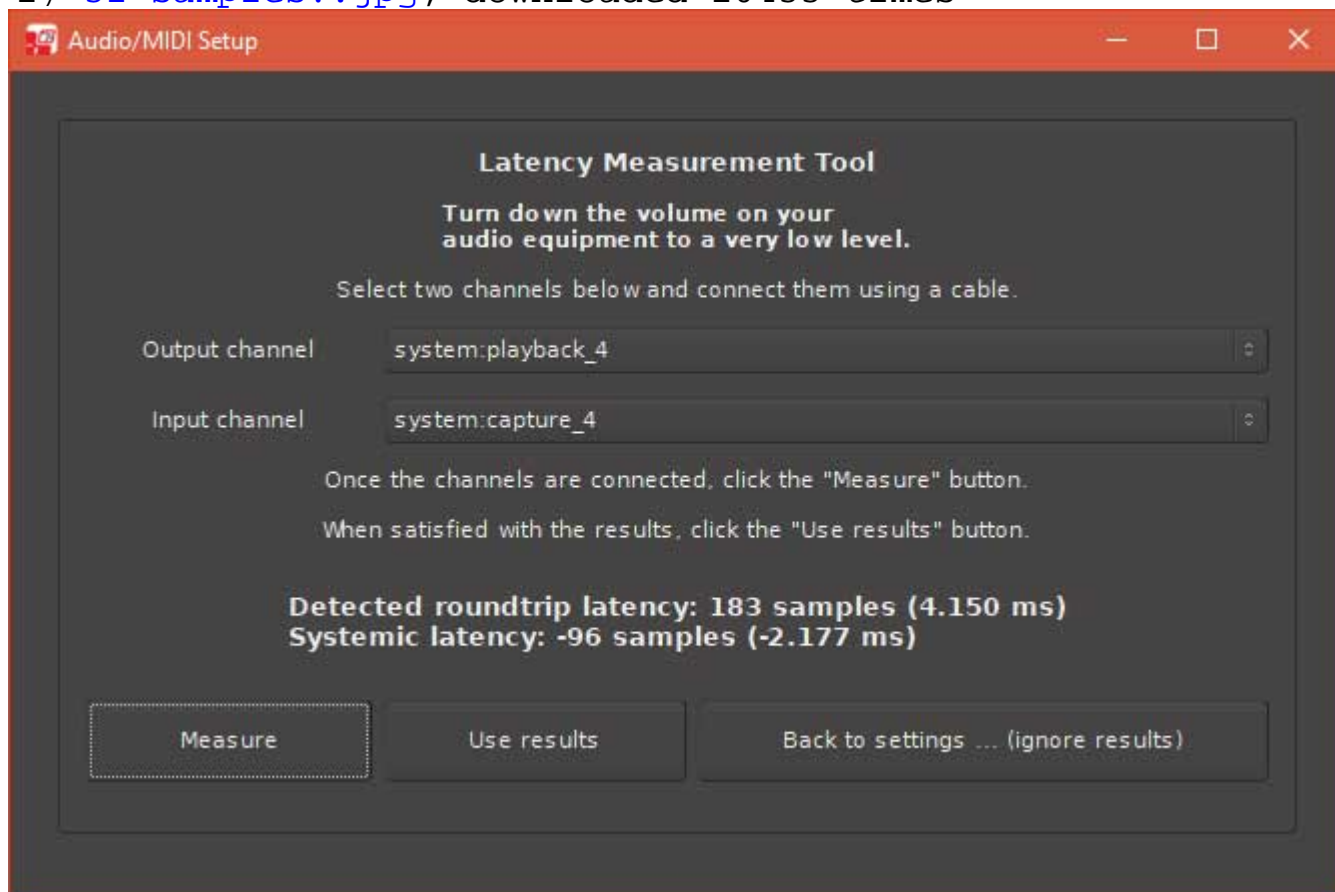 Audio/MIDI Setup
Latency Measurement Tool
Turn down the volume on your
audio equipment to a very low level.
Select two channels below and connect them using a cable.
Output channel system:playback_4
Input channel system:capture_4
Once the channels are connected, click the "Measure" button.
When satisfied with the results, click the "Use results" button.
Detected roundtrip latency: 183 samples (4.150 ms)
Systemic latency: -96 samples (-2.177 ms)
Measure Use results Back to settings ... (ignore results)